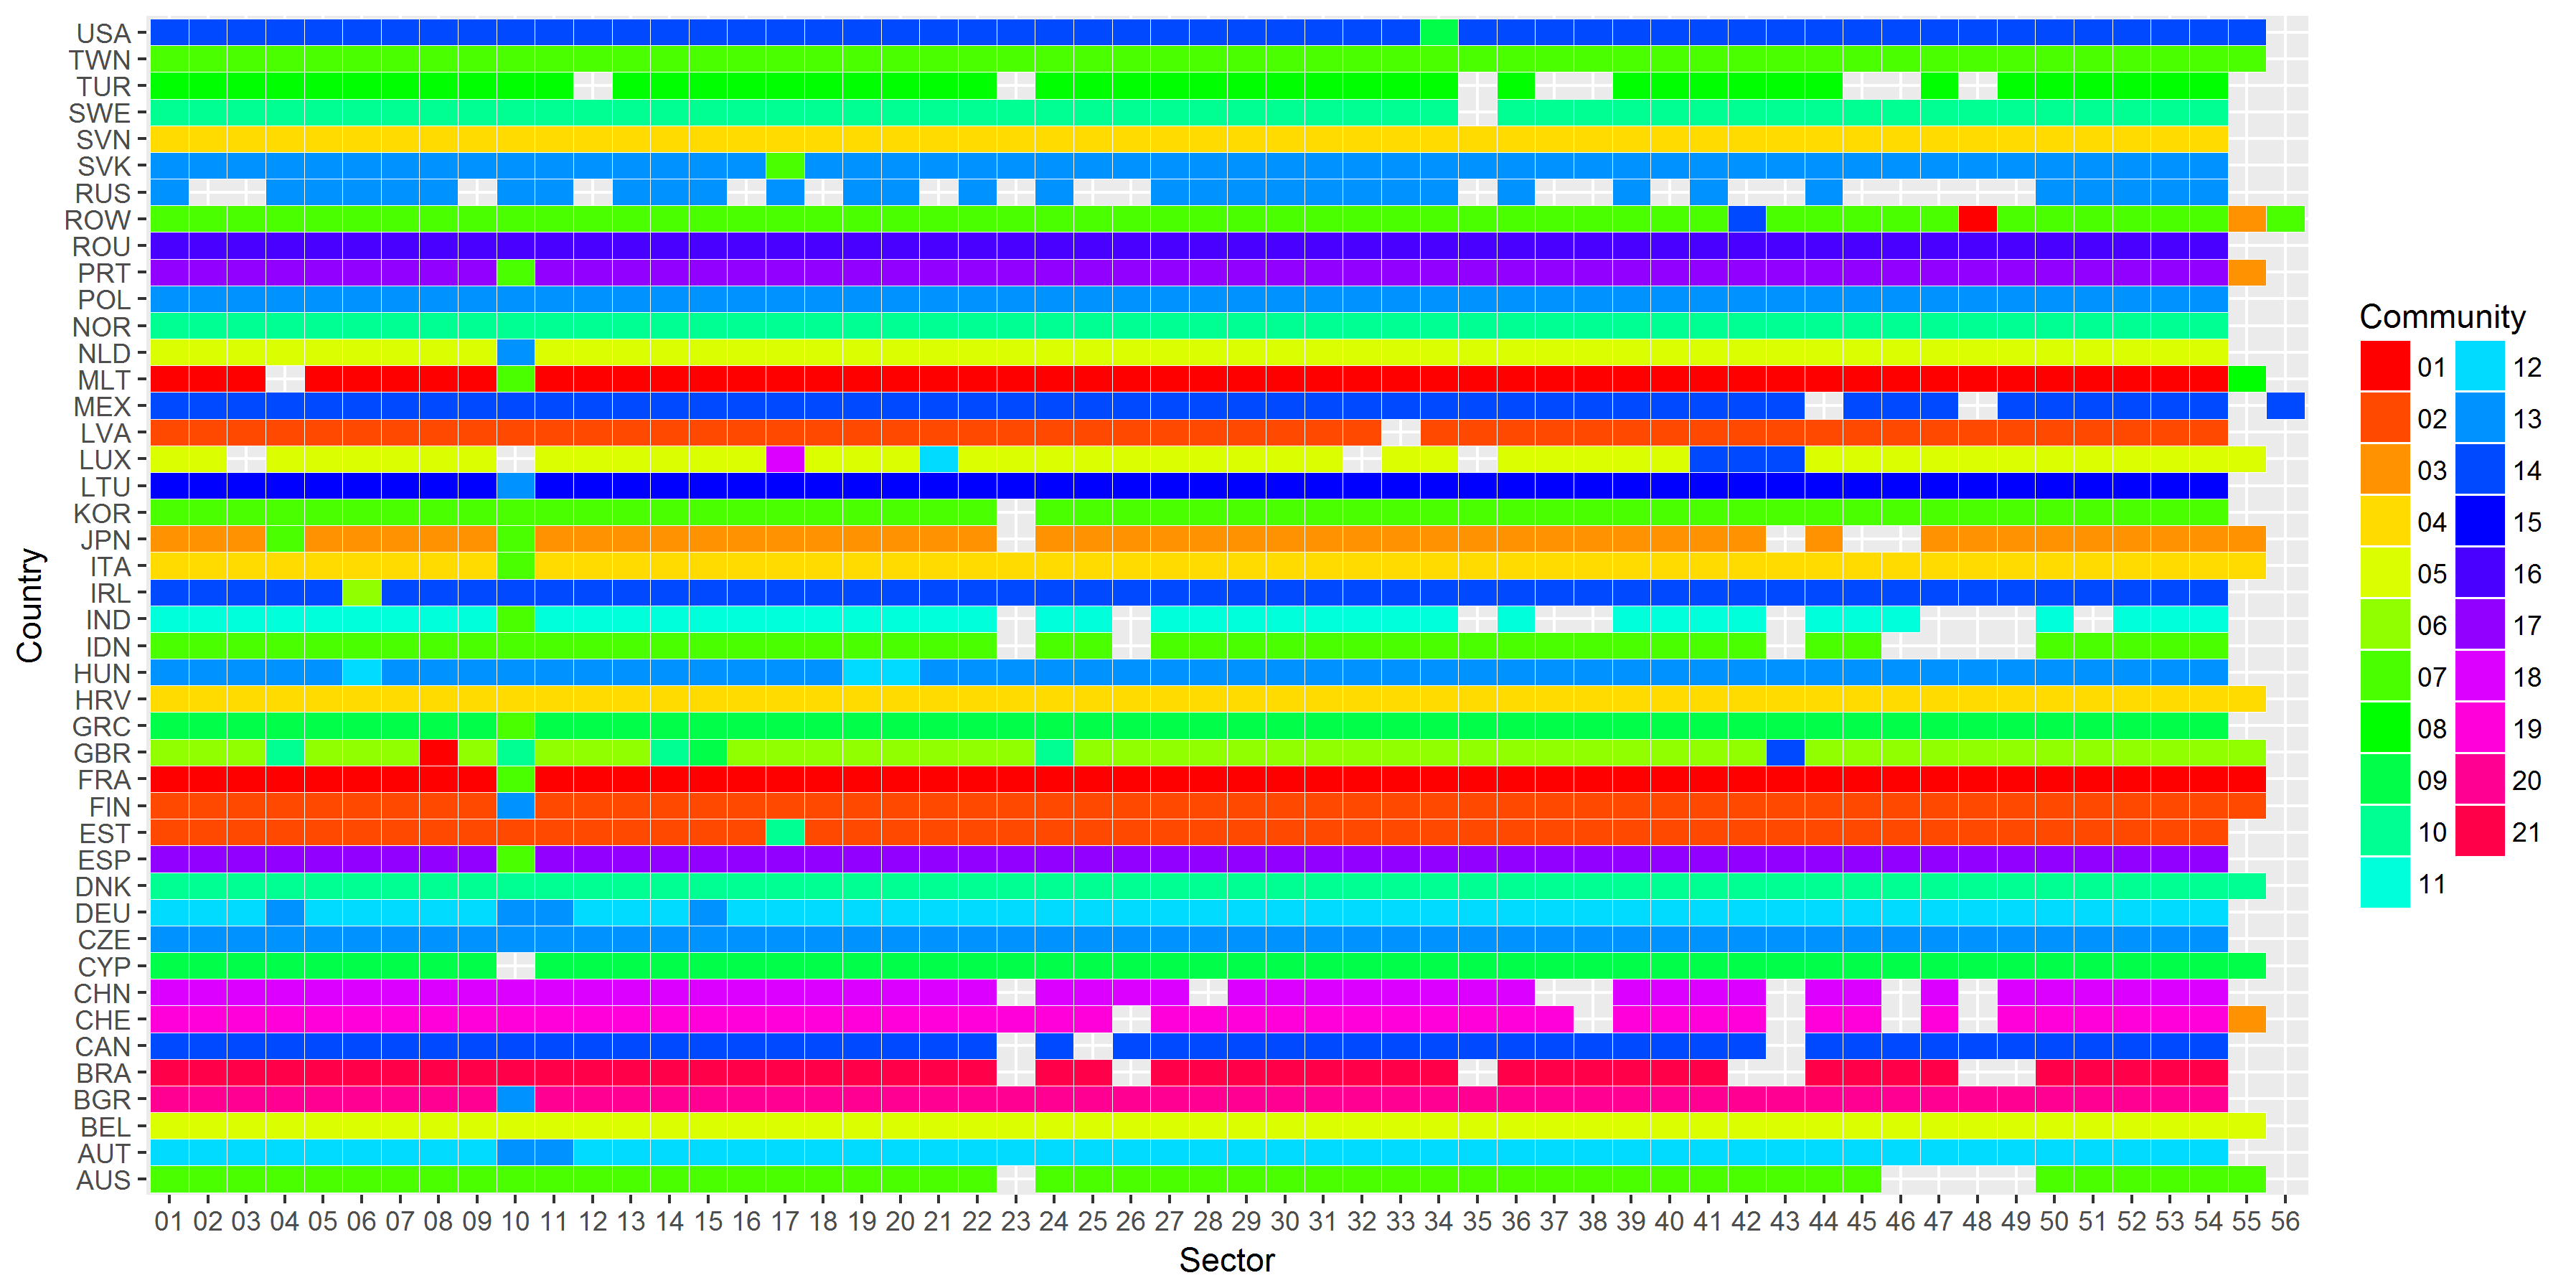 USA
TWN
TUR
SWE
SVN
SVK
RUS
ROW
ROU
PRT
POL
NOR
NLD
MLT
MEX
LVA
LUX
LTU
KOR
JPN
ITA
IRL
IND
IDN
HUN
HRV
GRC
GBR
FRA
FIN
EST
ESP
DNK
DEU
CZE
CYP
CHN
CHE
CAN
BRA
BGR
BEL
AUT
AUS
Country
01 02 03 04 05 06 07 08 09 10 11 12 13 14 15 16 17 18 19 20 21 22 23 24 25 26 27 28 29 30 31 32 33 34 35 36 37 38 39 40 41 42 43 44 45 46 47 48 49 50 51 52 53 54 55 56
Sector
Community
01 12
02 13
03 14
04 15
05 16
06 17
07 18
08 19
09 20
10 21
11